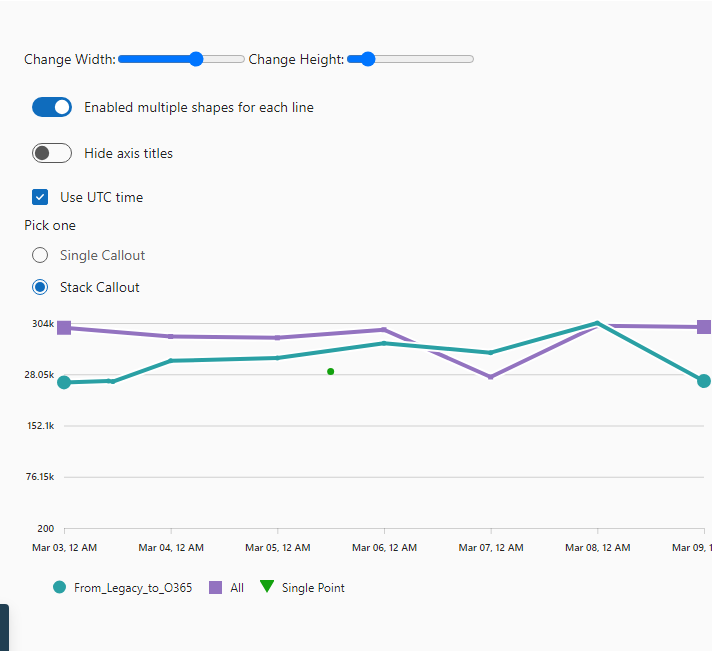 Change Width: Change Height:
Enabled multiple shapes for each line
Hide axis titles
Use UTC time
Pick one
Single Callout
Stack Callout
304k
28.05k
152.1k
76.15k
200
Mar 03, 12 AM Mar 04, 12 AM Mar 05, 12 AM Mar 06, 12 AM Mar 07, 12 AM Mar 08, 12 AM Mar 09, 1
From_Legacy_to_O365 All Single Point